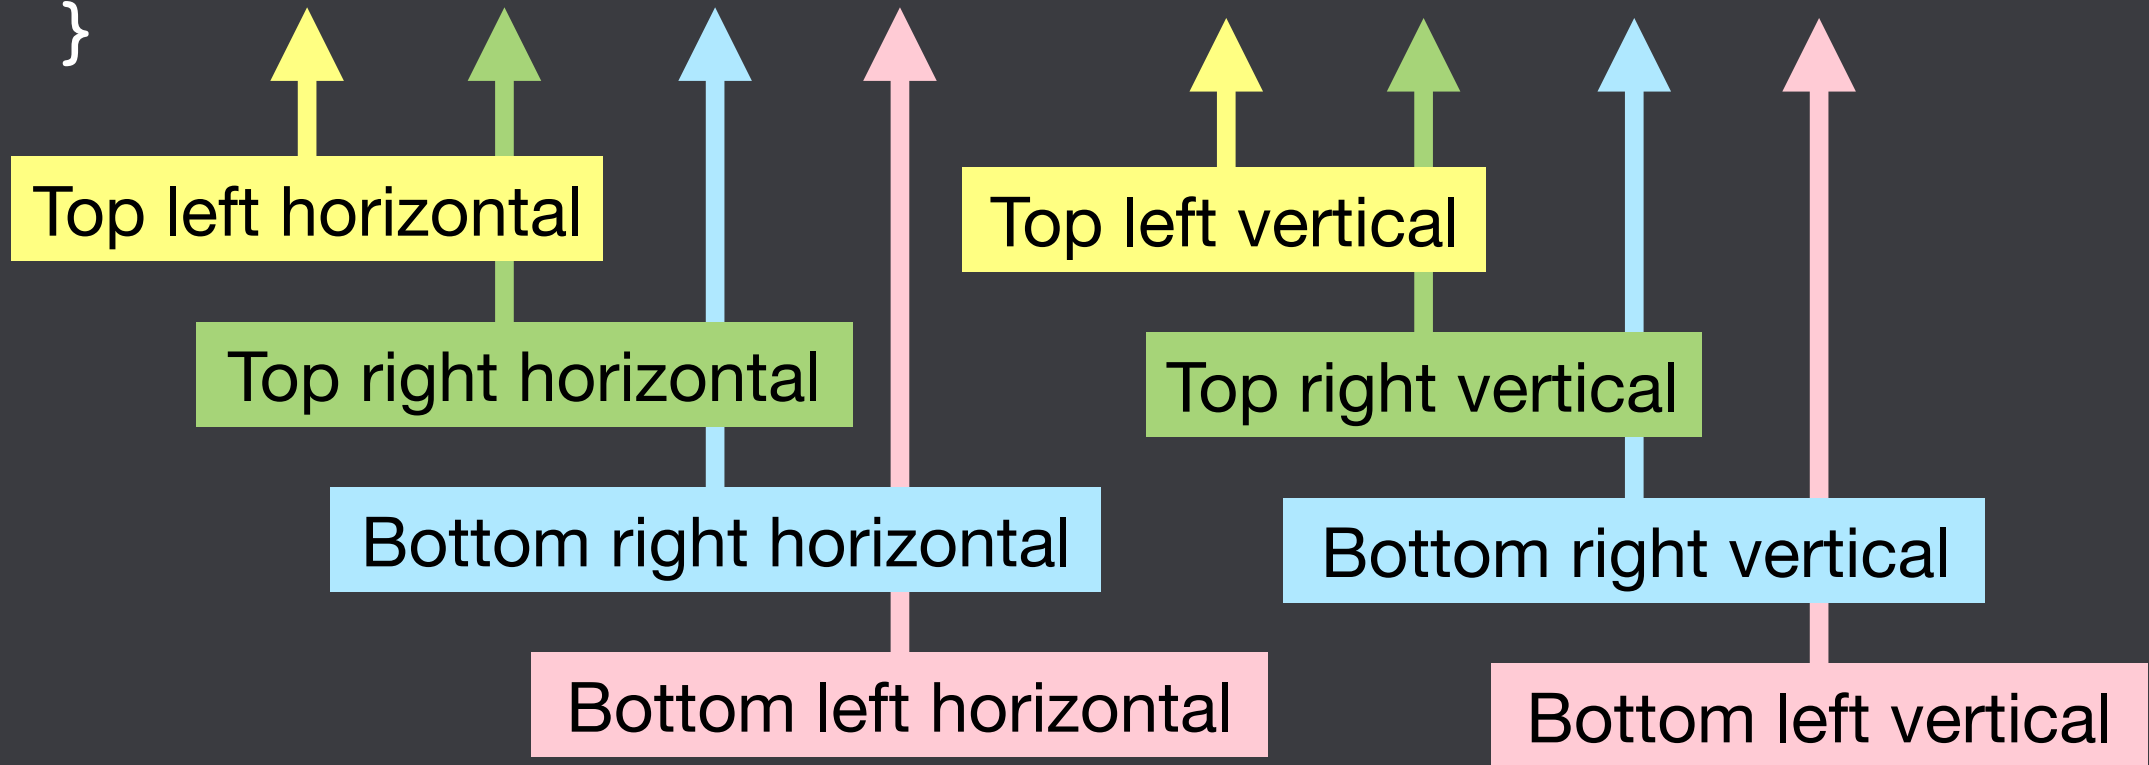 }
Top left horizontal
Top left vertical
Top right horizontal
Top right vertical
Bottom right horizontal
Bottom right vertical
Bottom left horizontal
Bottom left vertical